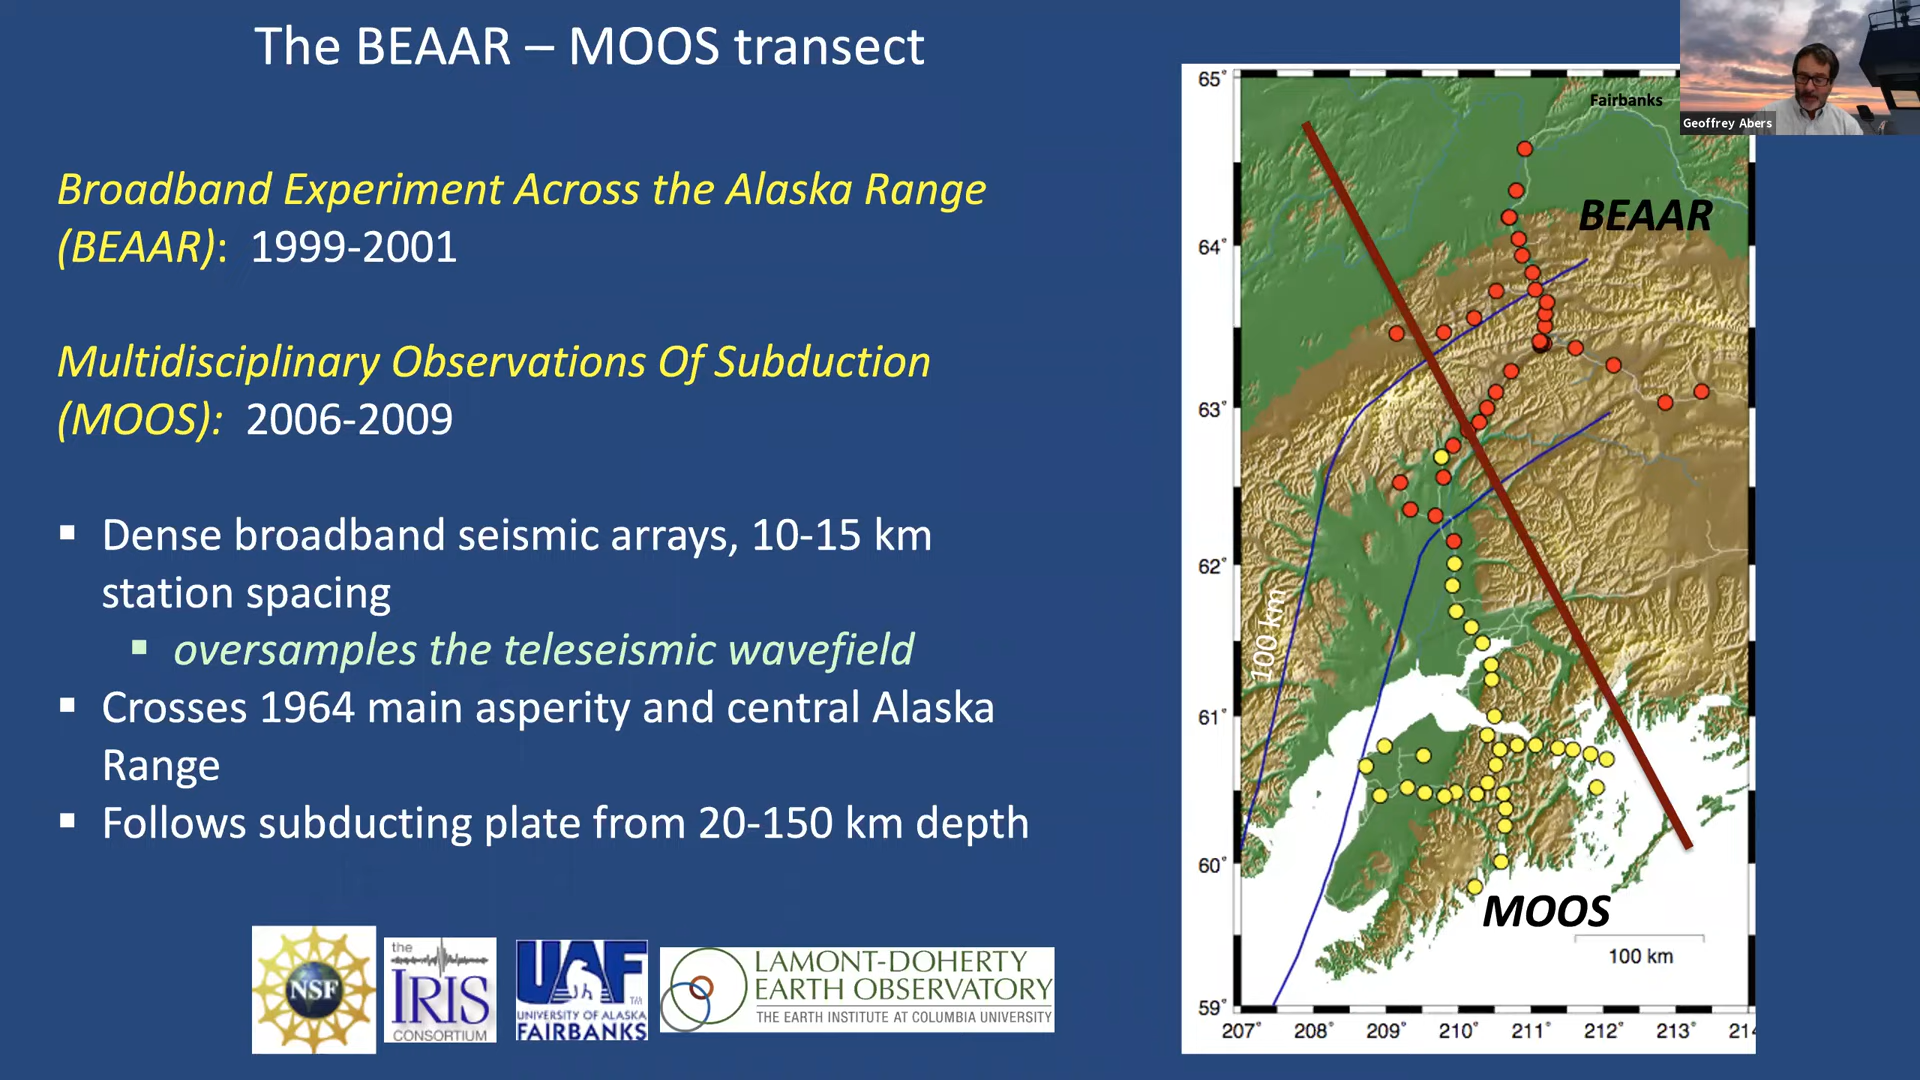 The BEAAR – MOOS transect
Broadband Experiment Across the Alaska Range
(BEAAR): 1999-2001
Multidisciplinary Observations Of Subduction
(MOOS): 2006-2009
▪ Dense broadband seismic arrays, 10-15 km
station spacing
▪ oversamples the teleseismic wavefield
▪ Crosses 1964 main asperity and central Alaska
Range
▪ Follows subducting plate from 20-150 km depth
NSF
the
IRIS
CONSORTIUM
UAF
TM
UNIVERSITY OF ALASKA
FAIRBANKS
LAMONT-DOHERTY
EARTH OBSERVATORY
THE EARTH INSTITUTE AT COLUMBIA UNIVERSITY
65°
64°
63°
62°
61°
60°
59°
207° 208° 209° 210° 211° 212° 213° 214
Fairbanks
BEAAR
100 km
MOOS
100 km
Geoffrey Abers